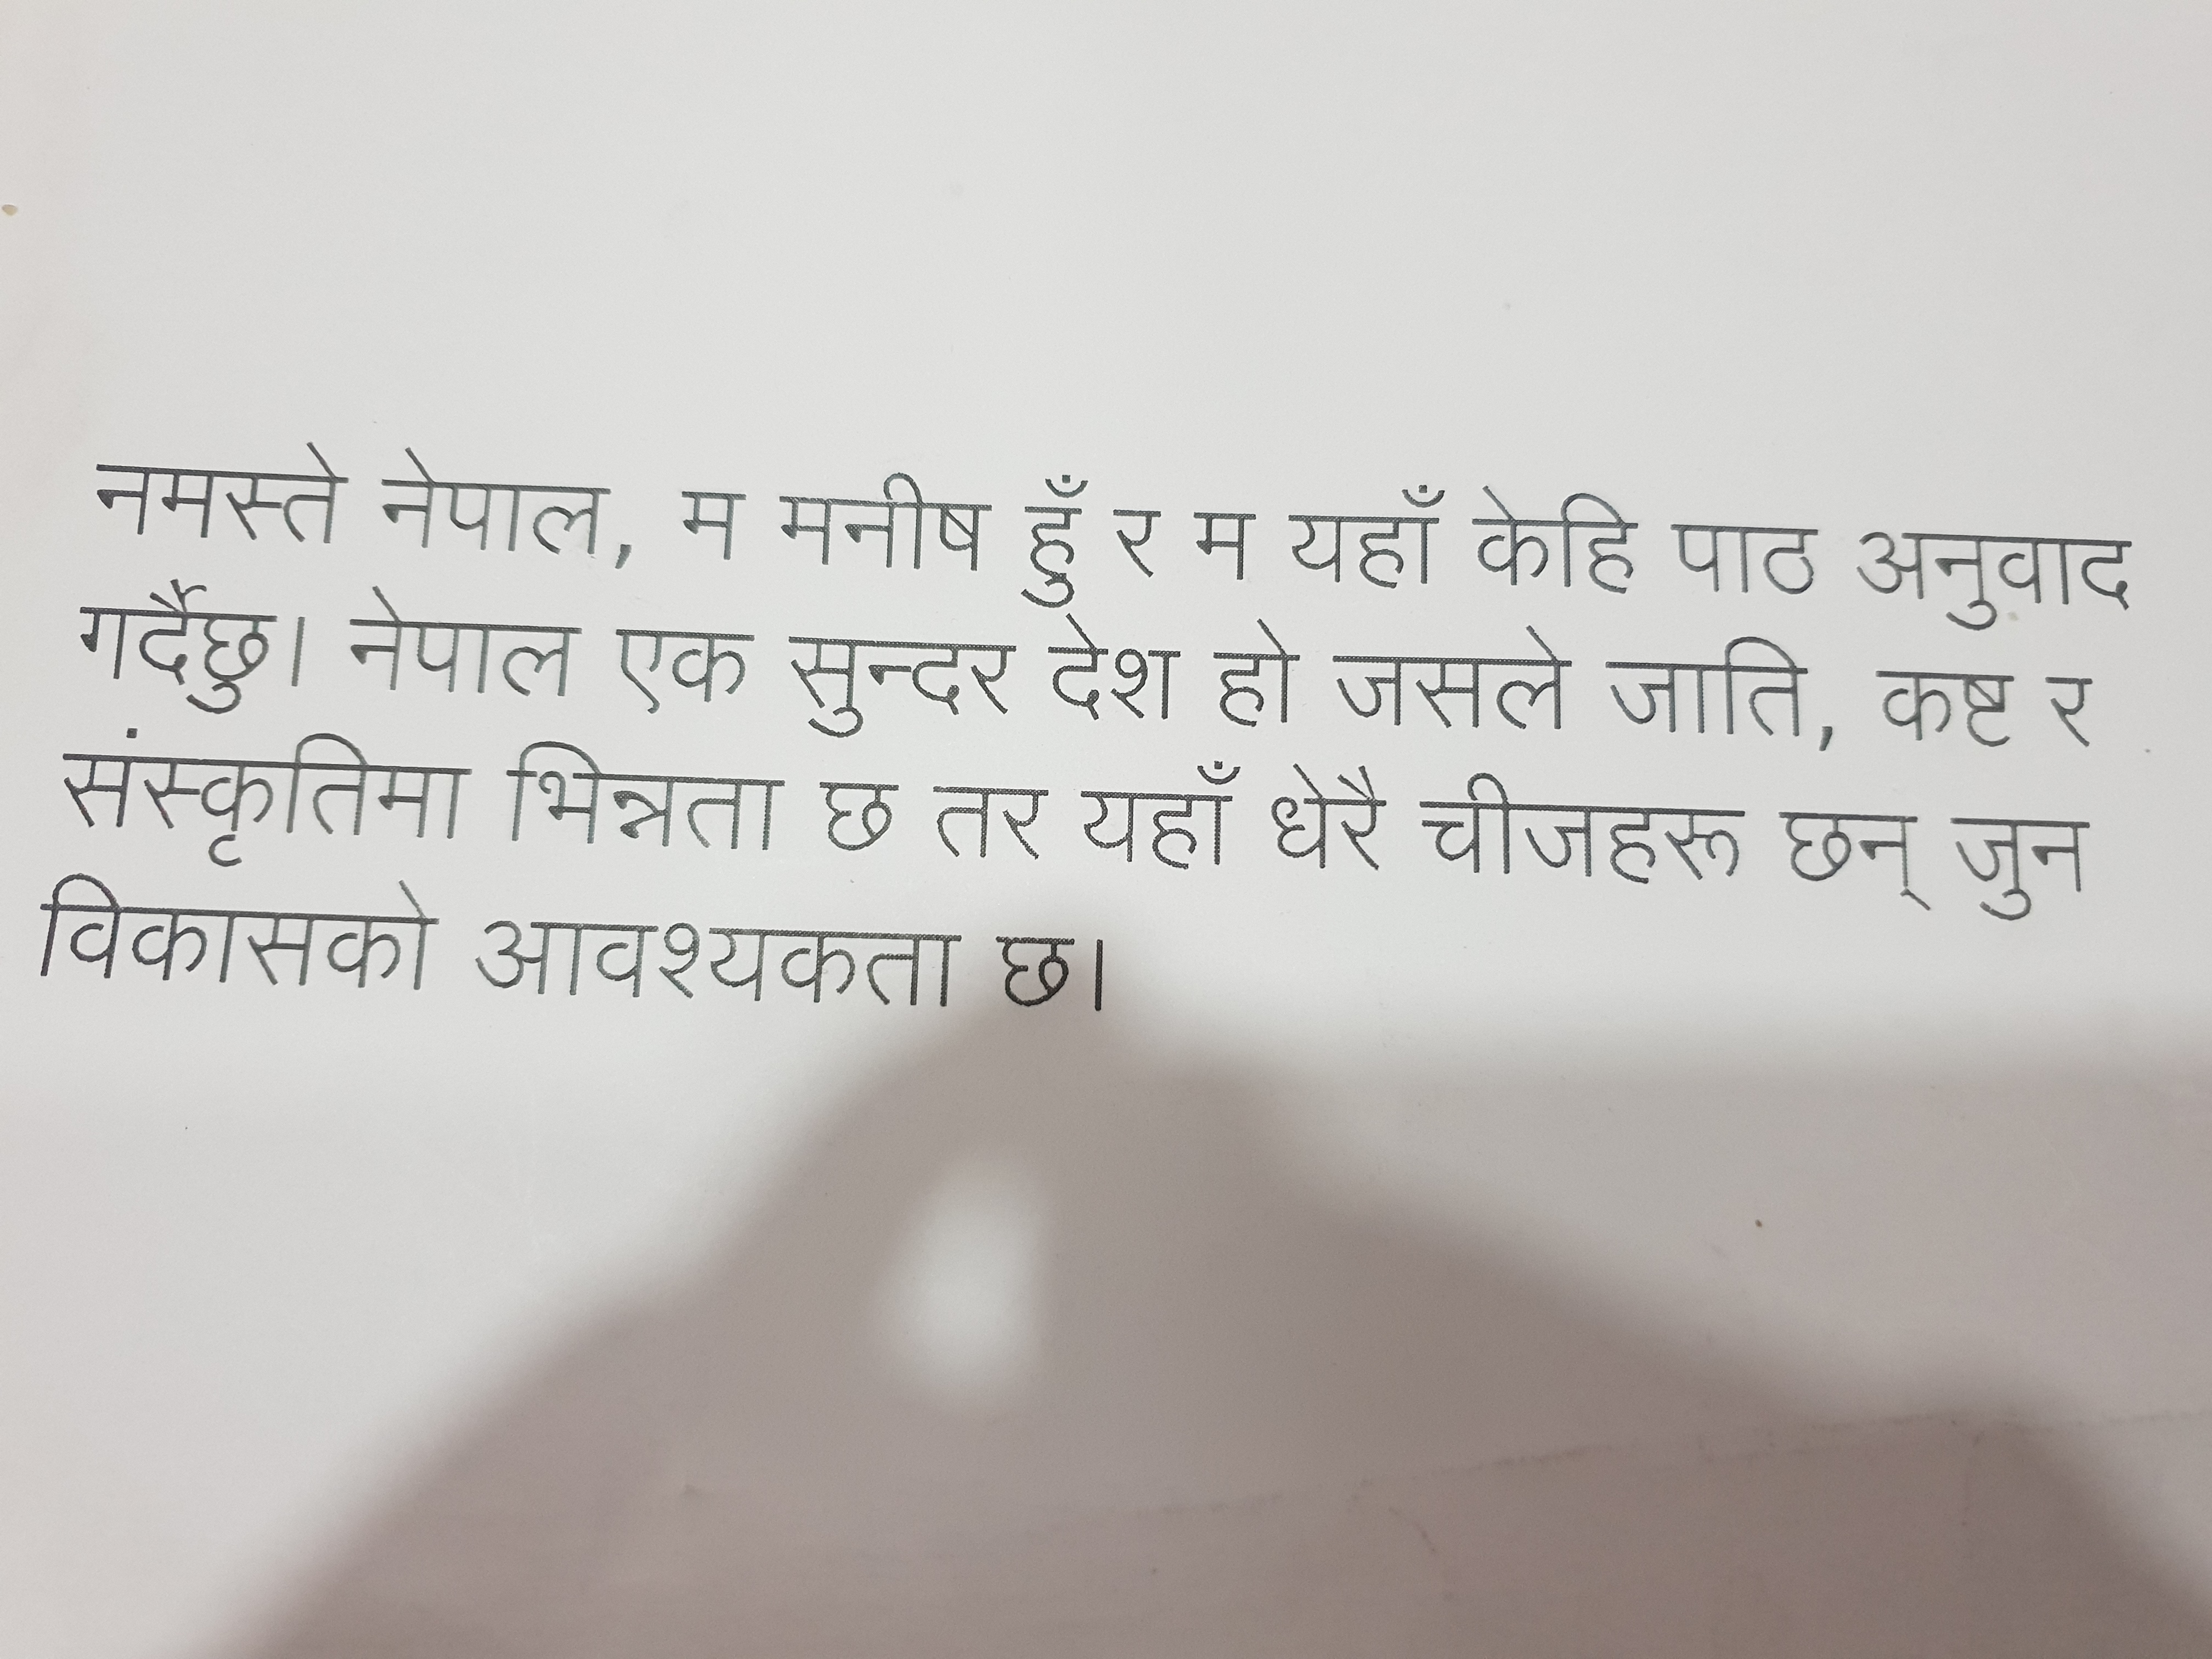 नमस्ते नेपाल, म मनीष हुँ र म यहाँ केहि पाठ अनुवाद
गर्दैछु। नेपाल एक सुन्दर देश हो जसले जाति, कष्ट र
संस्कृतिमा भिन्नता छ तर यहाँ धेरै चीजहरू छन् जुन
विकासको आवश्यकता छ।